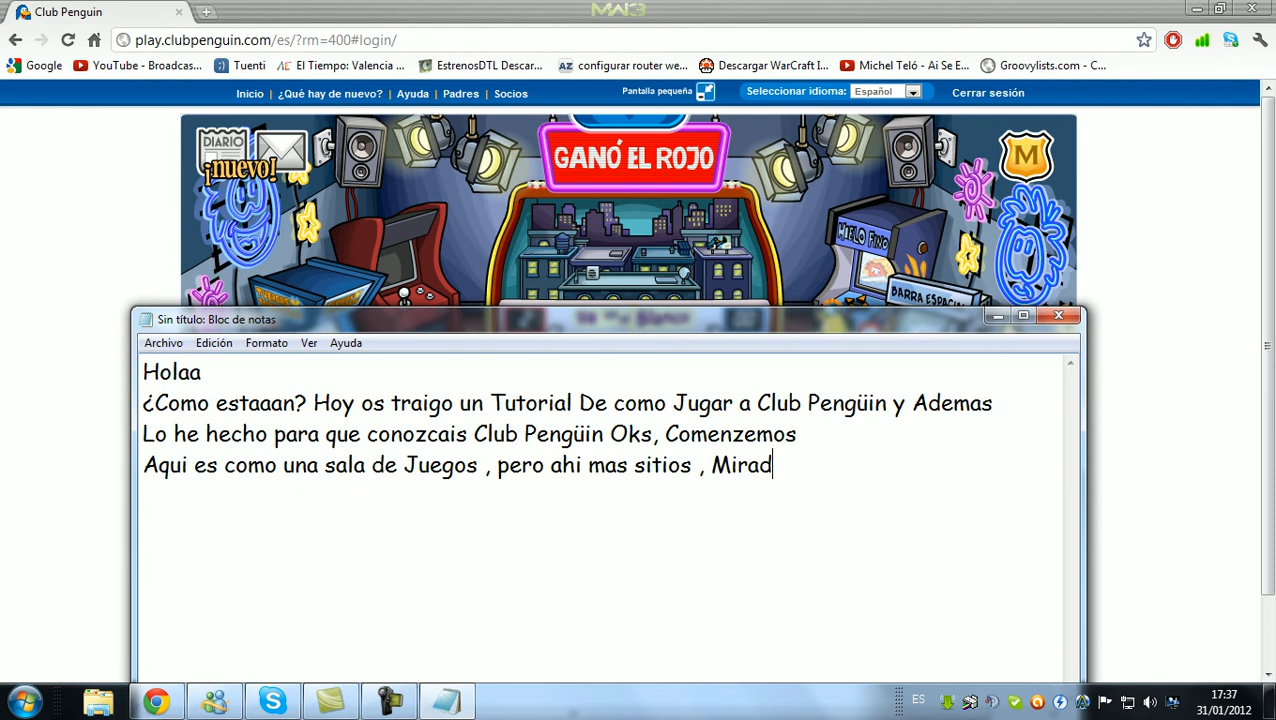 Club Penguin
MW3
play.clubpenguin.com/es/?rm=400#login/
Google
YouTube - Broadcas...
Tuenti
El Tiempo: Valencia ...
EstrenosDTL Descar...
configurar router we...
Descargar WarCraft I...
Michel Teló - Ai Se E...
Groovylists.com - C...
Inicio | ¿Qué hay de nuevo? | Ayuda | Padres | Socios
Pantalla pequeña
Seleccionar idioma: Español
Cerrar sesión
DIARIO
¡nuevo!
GANÓ EL ROJO
M
HIELO FINO
BARRA ESPACIA
Sin título: Bloc de notas
Archivo Edición Formato Ver Ayuda
Holaa
¿Como estaaan? Hoy os traigo un Tutorial De como Jugar a Club Pengüin y Ademas
Lo he hecho para que conozcais Club Pengüin Oks, Comenzemos
Aqui es como una sala de Juegos , pero ahi mas sitios , Mirad
ES
17:37
31/01/2012